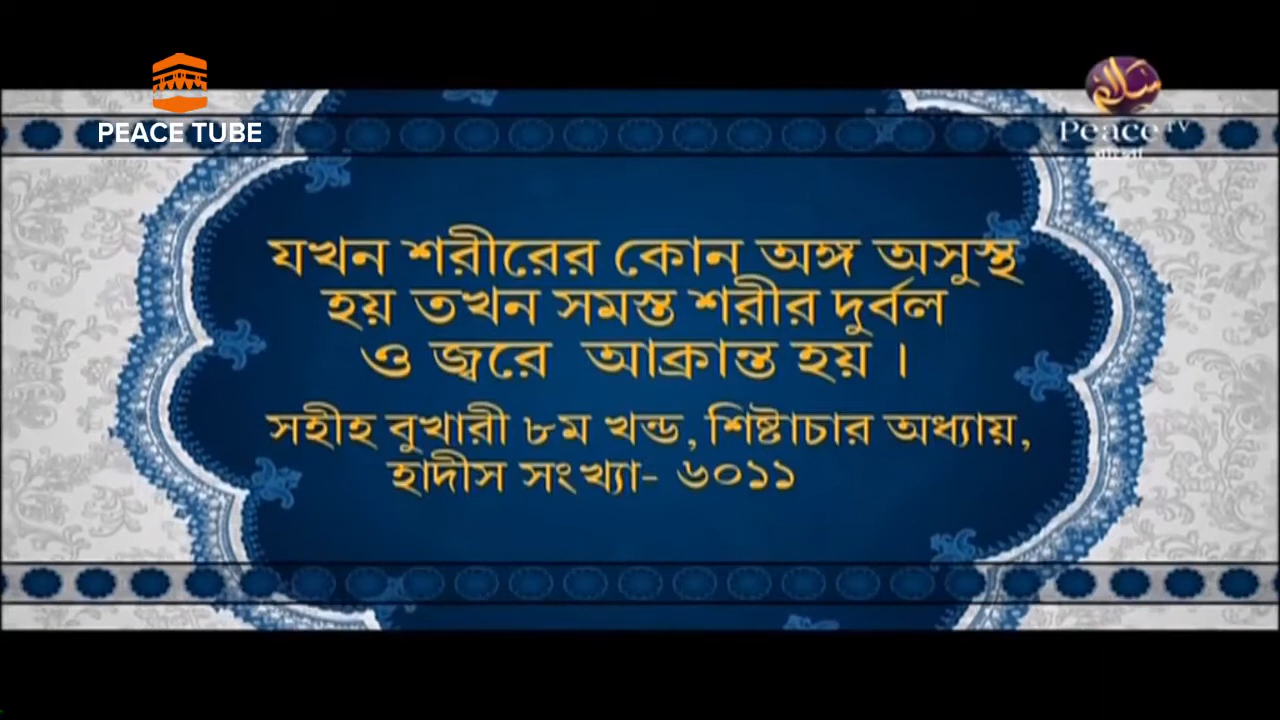 PEACE TUBE
Peace TV
বাংলা
যখন শরীরের কোন অঙ্গ অসুস্থ
হয় তখন সমস্ত শরীর দুর্বল
ও জ্বরে আক্রান্ত হয় ।
সহীহ বুখারী ৮ম খন্ড, শিষ্টাচার অধ্যায়,
হাদীস সংখ্যা- ৬০১১